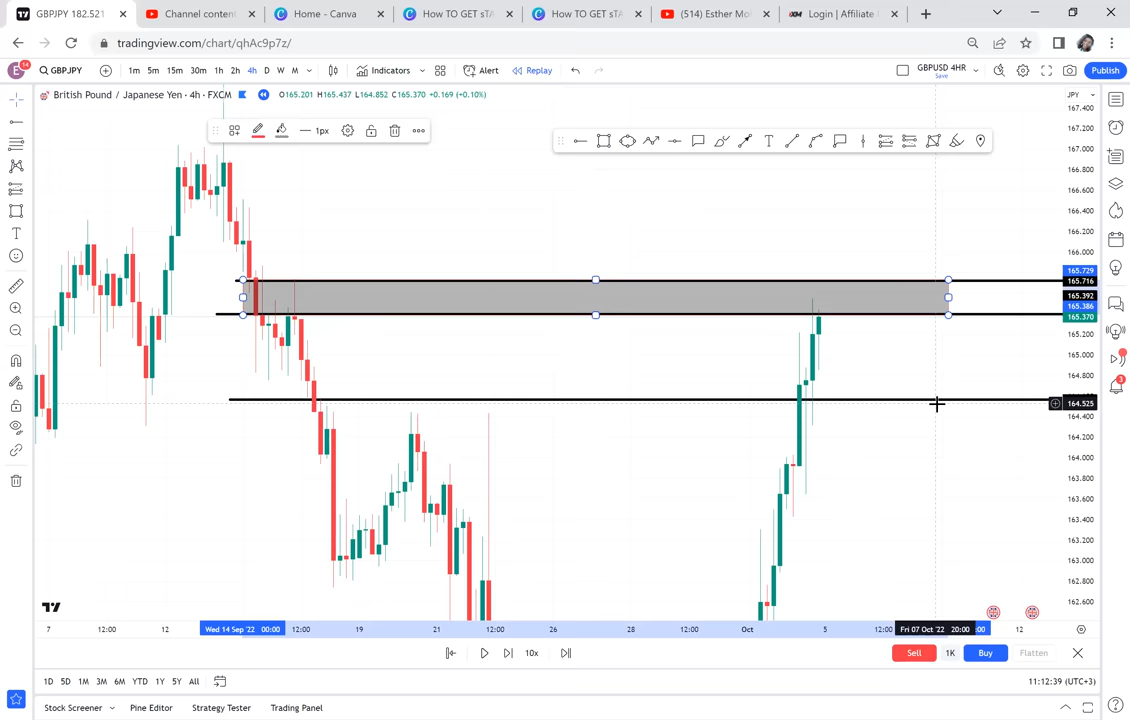 GBPJPY 182.521
Channel content
Home - Canva
How TO GET sTA
How TO GET sTA
(514) Esther Mo
XM Login | Affiliate
tradingview.com/chart/qhAc9p7z/
E 14 GBPJPY 1m 5m 15m 30m 1h 2h 4h D W M Indicators Alert Replay GBPUSD 4HR Save Publish
British Pound / Japanese Yen · 4h · FXCM O165.201 H165.437 L164.852 C165.370 +0.169 (+0.10%) JPY
1px
167.400
167.200
167.000
166.800
166.600
166.400
166.200
166.000
165.729
165.716
165.392
165.386
165.370
165.200
165.000
164.800
164.525
164.400
164.200
164.000
163.800
163.600
163.400
163.200
163.000
162.800
162.600
3
7 12:00 12 Wed 14 Sep '22 00:00 12:00 19 21 12:00 26 28 12:00 Oct 5 12:00 Fri 07 Oct '22 20:00 :00 12
10x Sell 1K Buy Flatten
1D 5D 1M 3M 6M YTD 1Y 5Y All 11:12:39 (UTC+3)
Stock Screener Pine Editor Strategy Tester Trading Panel